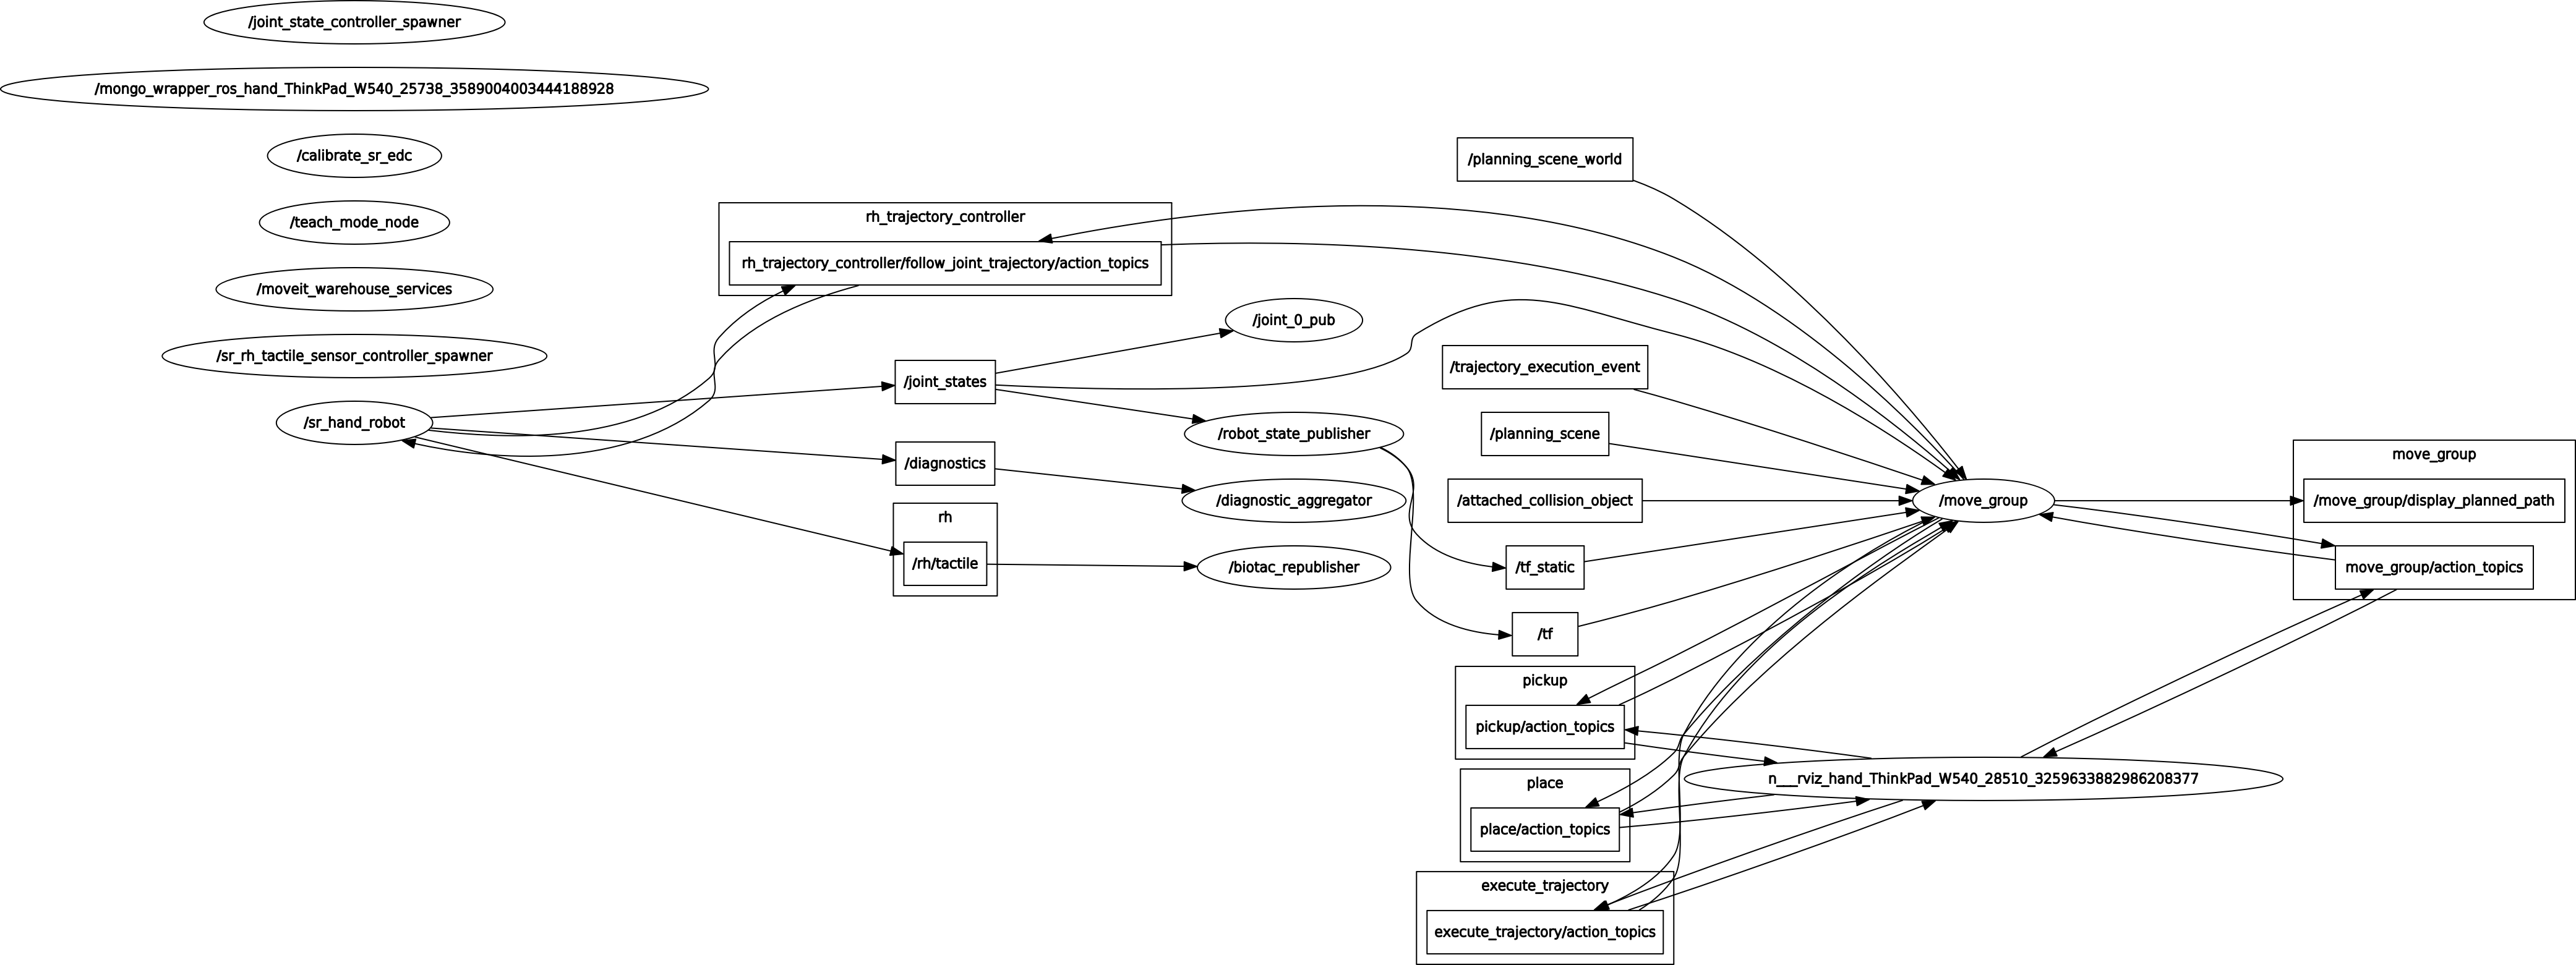 /joint_state_controller_spawner
/mongo_wrapper_ros_hand_ThinkPad_W540_25738_3589004003444188928
/calibrate_sr_edc
/teach_mode_node
/moveit_warehouse_services
/sr_rh_tactile_sensor_controller_spawner
/sr_hand_robot
rh_trajectory_controller
rh_trajectory_controller/follow_joint_trajectory/action_topics
/joint_states
/diagnostics
rh
/rh/tactile
/joint_0_pub
/robot_state_publisher
/diagnostic_aggregator
/biotac_republisher
/planning_scene_world
/trajectory_execution_event
/planning_scene
/attached_collision_object
/tf_static
/tf
pickup
pickup/action_topics
place
place/action_topics
execute_trajectory
execute_trajectory/action_topics
/move_group
n___rviz_hand_ThinkPad_W540_28510_3259633882986208377
move_group
/move_group/display_planned_path
move_group/action_topics